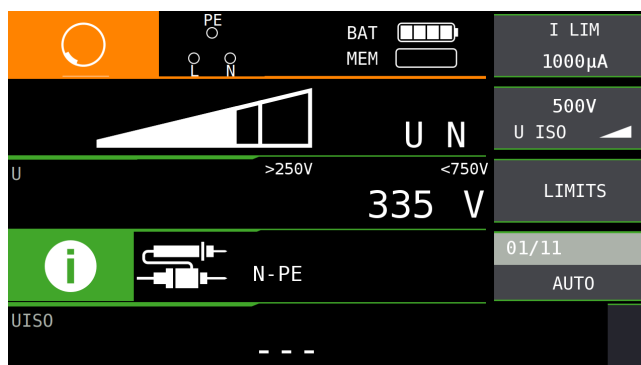 PE
L N
BAT
MEM
I LIM
1000µA
U N
500V
U ISO
U
>250V <750V
335 V
LIMITS
i
N-PE
01/11
AUTO
UISO
---